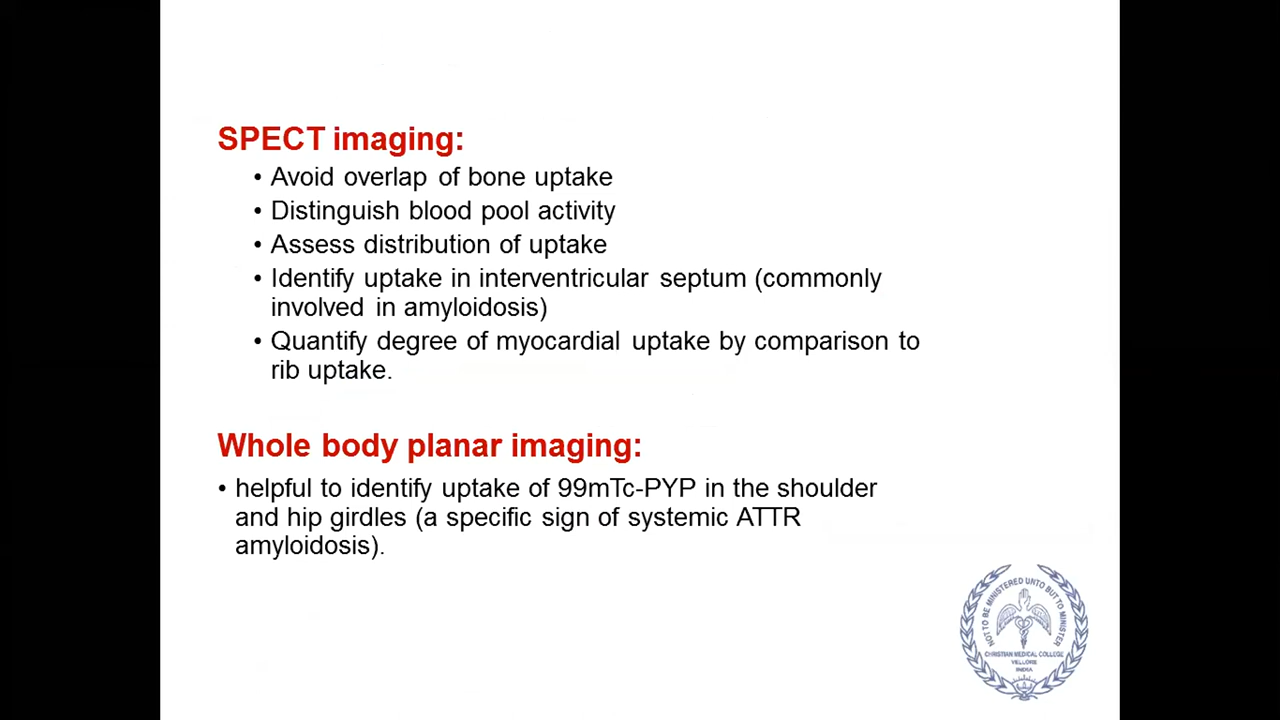 SPECT imaging:
• Avoid overlap of bone uptake
• Distinguish blood pool activity
• Assess distribution of uptake
• Identify uptake in interventricular septum (commonly
involved in amyloidosis)
• Quantify degree of myocardial uptake by comparison to
rib uptake.
Whole body planar imaging:
• helpful to identify uptake of 99mTc-PYP in the shoulder
and hip girdles (a specific sign of systemic ATTR
amyloidosis).
NOT TO BE MINISTERED UNTO BUT TO MINISTER
CHRISTIAN MEDICAL COLLEGE
VELLORE
INDIA